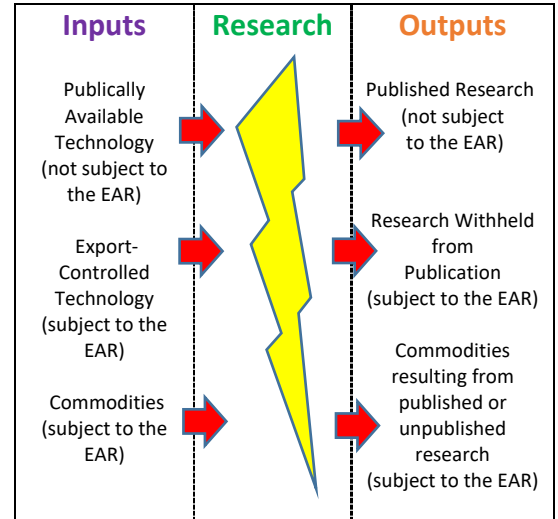 Inputs
Publically
Available
Technology
(not subject to
the EAR)
Export-
Controlled
Technology
(subject to the
EAR)
Commodities
(subject to the
EAR)
Research
Outputs
Published Research
(not subject
to the EAR)
Research Withheld
from
Publication
(subject to the EAR)
Commodities
resulting from
published or
unpublished
research
(subject to the EAR)